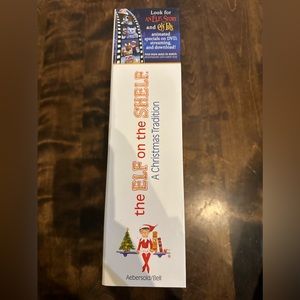 Look for
AN ELF'S STORY
and
animated
specials on DVD,
streaming
and download!
the ELF on the SHELF
A Christmas Tradition
Aebersold/Bell